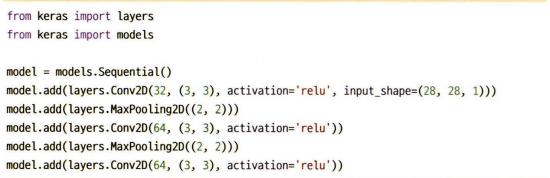 from keras import layers
from keras import models
model = models.Sequential()
model.add(layers.Conv2D(32, (3, 3), activation='relu', input_shape=(28, 28, 1)))
model.add(layers.MaxPooling2D((2, 2)))
model.add(layers.Conv2D(64, (3, 3), activation='relu'))
model.add(layers.MaxPooling2D((2, 2)))
model.add(layers.Conv2D(64, (3, 3), activation='relu'))